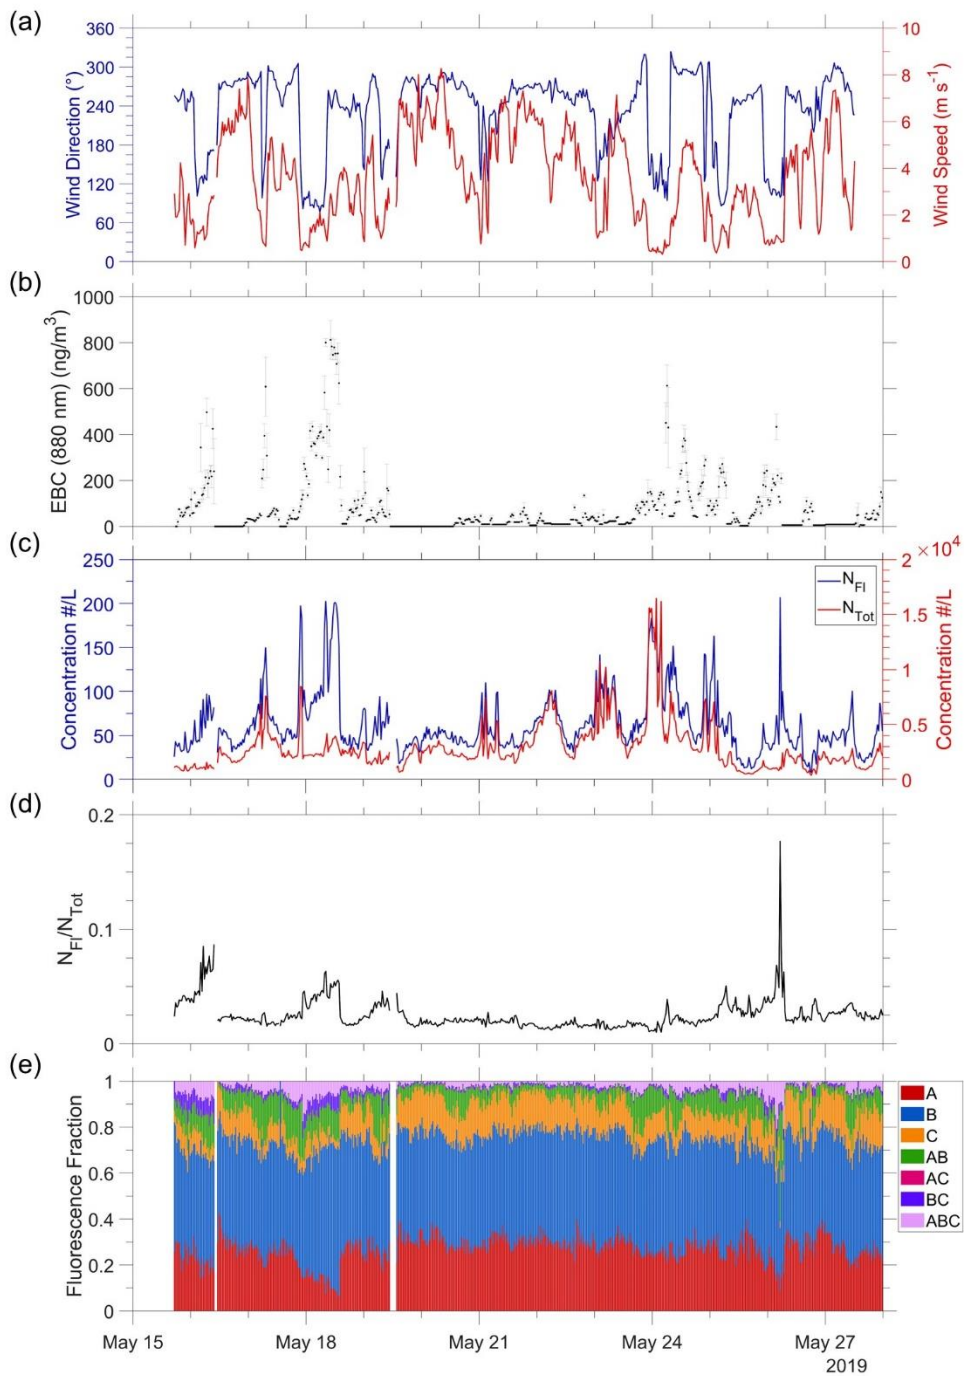 (a)
360
300
240
180
120
60
0
Wind Direction (°)
10
8
6
4
2
0
Wind Speed (m s⁻¹)
(b)
1000
800
600
400
200
0
EBC (880 nm) (ng/m³)
(c)
250
200
150
100
50
0
Concentration #/L
N_Fl
N_Tot
×10⁴
2
1.5
1
0.5
0
Concentration #/L
(d)
0.2
0.1
0
N_Fl/N_Tot
(e)
1
0.8
0.6
0.4
0.2
0
Fluorescence Fraction
A
B
C
AB
AC
BC
ABC
May 15 May 18 May 21 May 24 May 27
2019